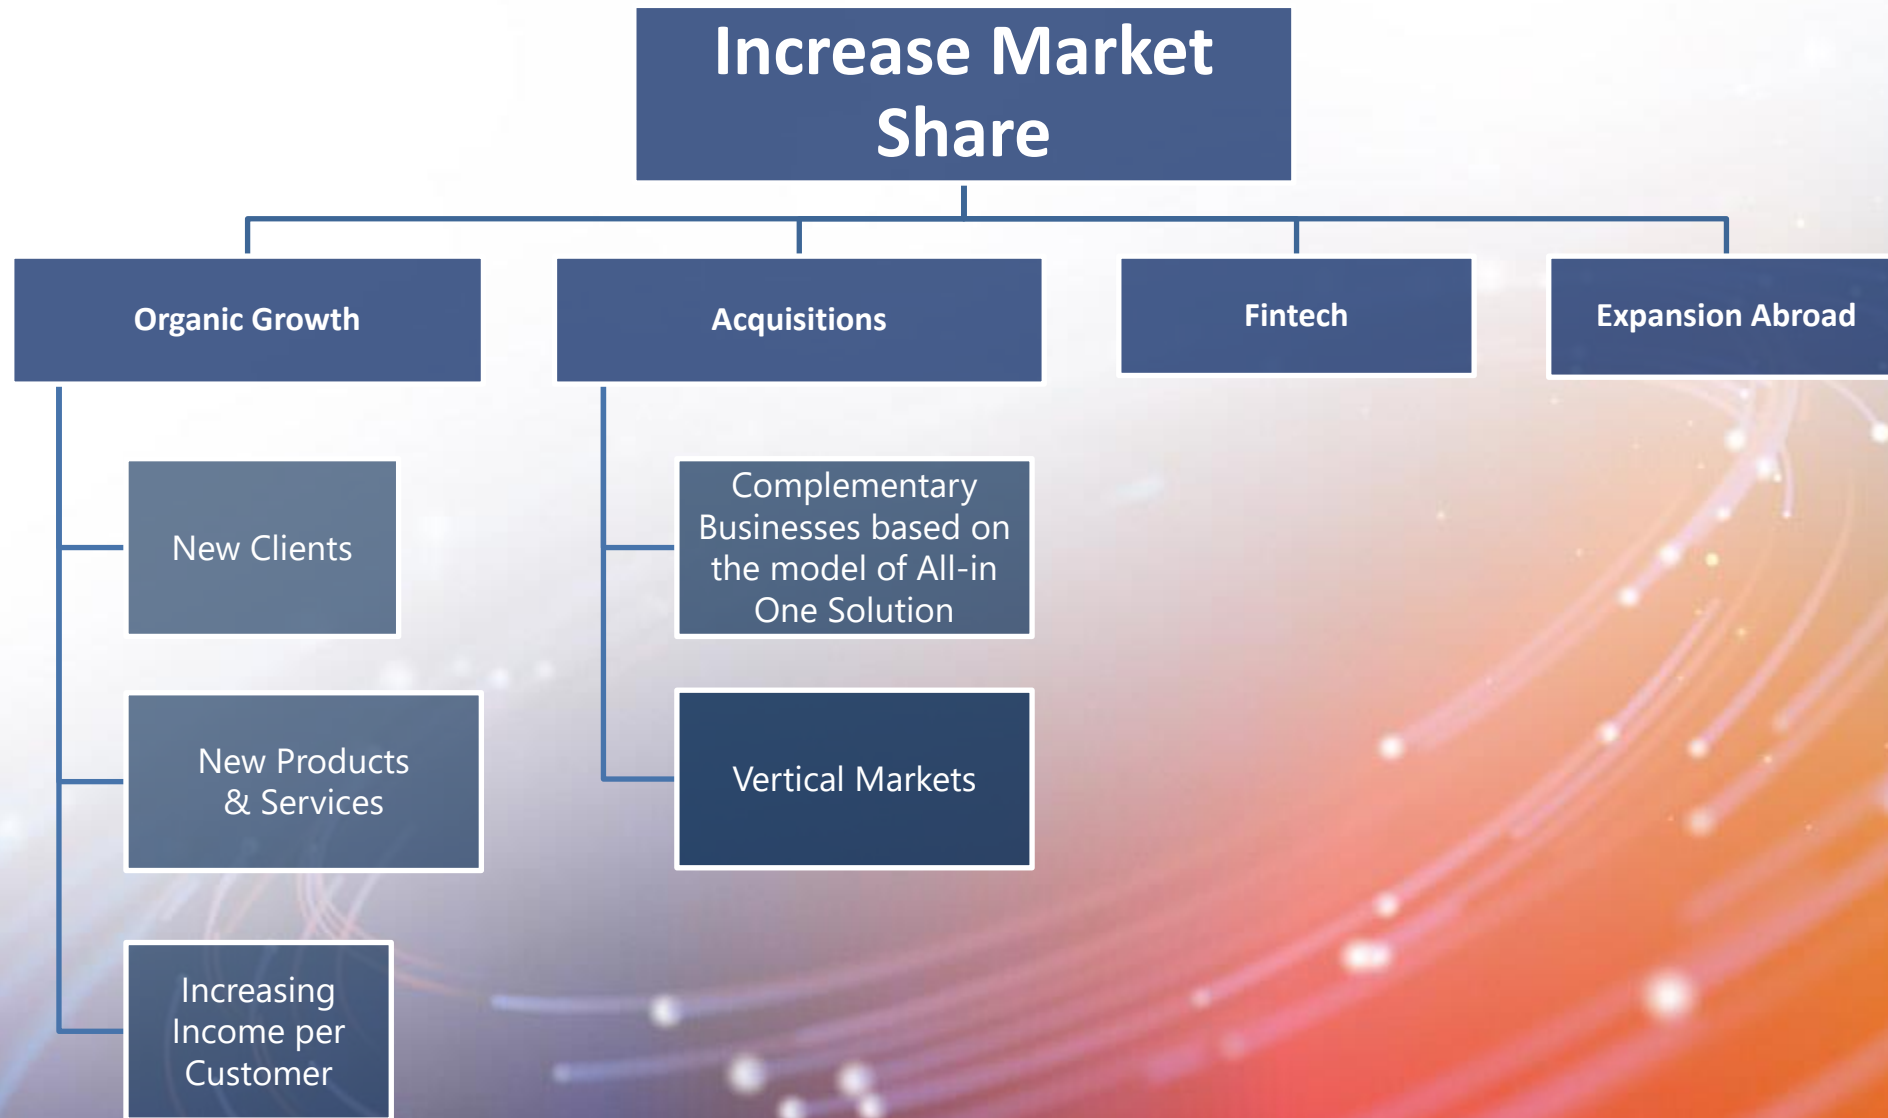 Increase Market
Share
Organic Growth
Acquisitions
Fintech
Expansion Abroad
New Clients
New Products
& Services
Increasing
Income per
Customer
Complementary
Businesses based on
the model of All-in
One Solution
Vertical Markets